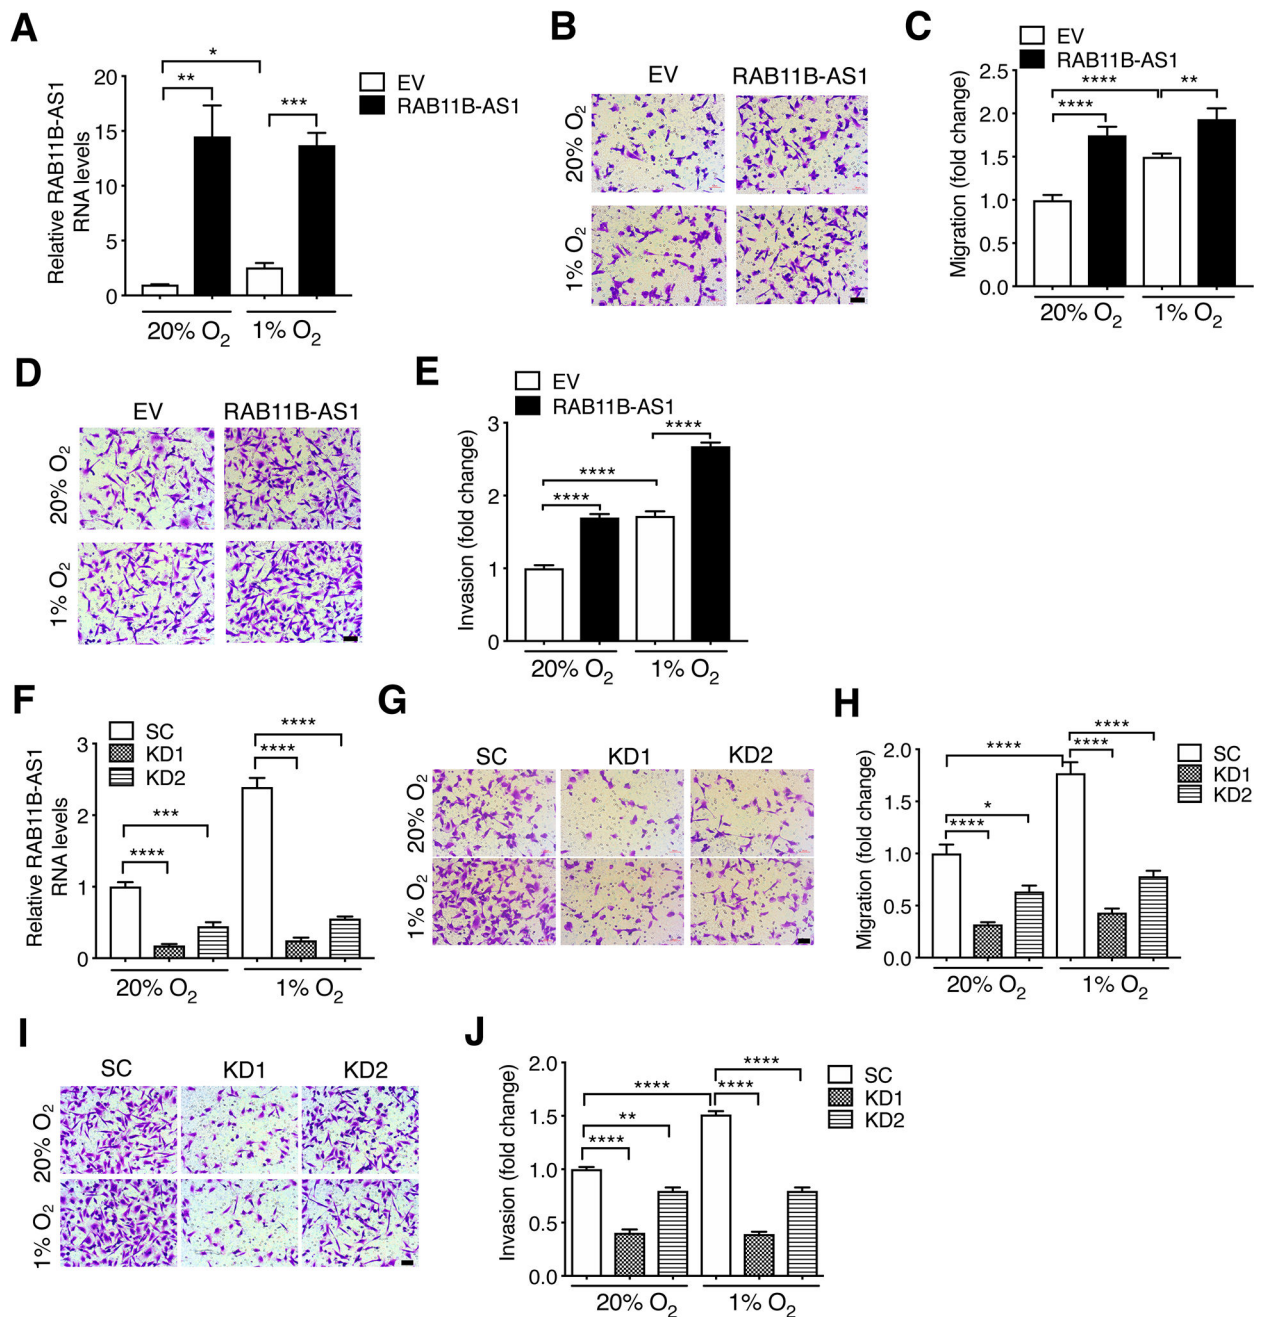 A
Relative RAB11B-AS1
RNA levels
20
15
10
5
0
*
**
***
EV
RAB11B-AS1
20% O2
1% O2
B
EV
RAB11B-AS1
20% O2
1% O2
C
EV
RAB11B-AS1
Migration (fold change)
2.5
2.0
1.5
1.0
0.5
0.0
****
**
****
20% O2
1% O2
D
EV
RAB11B-AS1
20% O2
1% O2
E
EV
RAB11B-AS1
Invasion (fold change)
3
2
1
0
****
****
****
20% O2
1% O2
F
SC
KD1
KD2
Relative RAB11B-AS1
RNA levels
3
2
1
0
****
****
***
****
20% O2
1% O2
G
SC
KD1
KD2
20% O2
1% O2
H
Migration (fold change)
2.0
1.5
1.0
0.5
0.0
****
****
****
*
****
SC
KD1
KD2
20% O2
1% O2
I
SC
KD1
KD2
20% O2
1% O2
J
Invasion (fold change)
2.0
1.5
1.0
0.5
0.0
****
****
****
**
****
SC
KD1
KD2
20% O2
1% O2